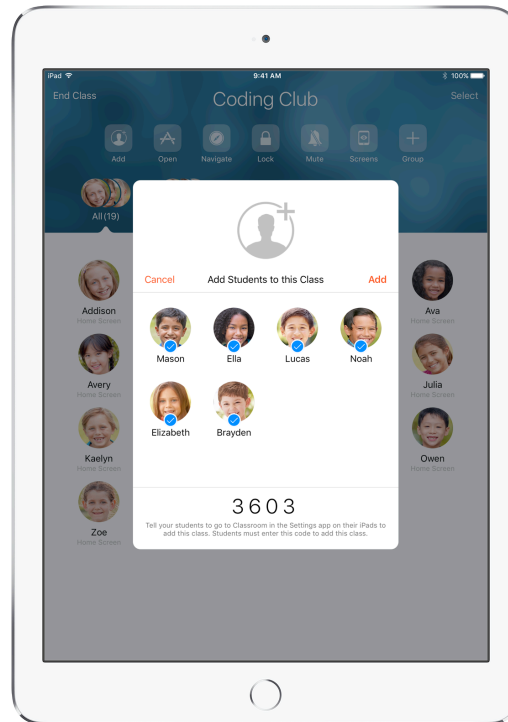 iPad 9:41 AM 100%
End Class Coding Club Select
Add Open Navigate Lock Mute Screens Group
All (19)
Cancel Add Students to this Class Add
Addison Ava
Home Screen Home Screen
Mason Ella Lucas Noah
Avery Julia
Home Screen Home Screen
Elizabeth Brayden
Kaelyn Owen
Home Screen Home Screen
3603
Tell your students to go to Classroom in the Settings app on their iPads to
add this class. Students must enter this code to add this class.
Zoe
Home Screen